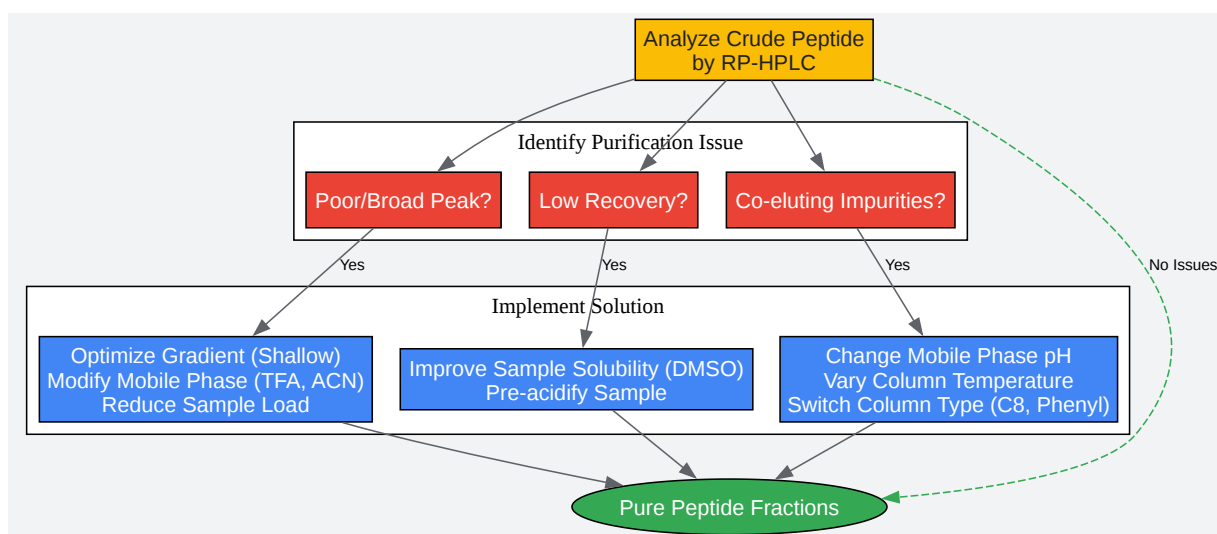 Analyze Crude Peptide
by RP-HPLC
Identify Purification Issue
Poor/Broad Peak?
Low Recovery?
Co-eluting Impurities?
Yes
Yes
Yes
No Issues
Implement Solution
Optimize Gradient (Shallow)
Modify Mobile Phase (TFA, ACN)
Reduce Sample Load
Improve Sample Solubility (DMSO)
Pre-acidify Sample
Change Mobile Phase pH
Vary Column Temperature
Switch Column Type (C8, Phenyl)
Pure Peptide Fractions